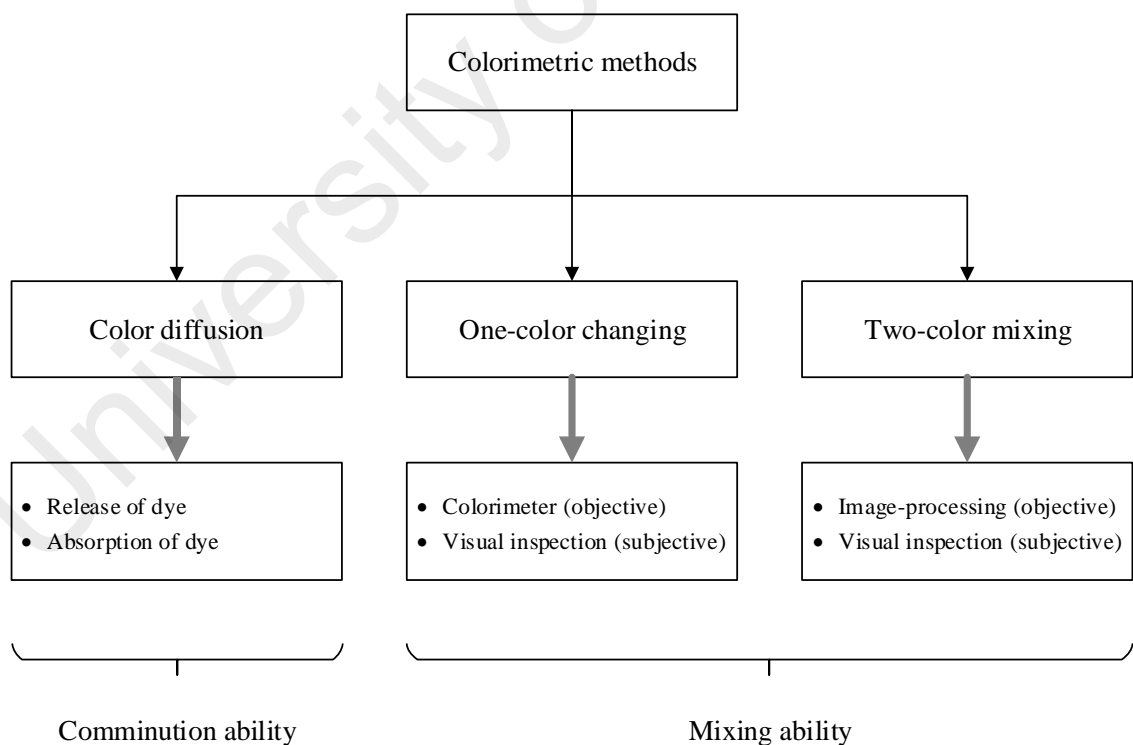 Colorimetric methods
Color diffusion
One-color changing
Two-color mixing
• Release of dye
• Absorption of dye
• Colorimeter (objective)
• Visual inspection (subjective)
• Image-processing (objective)
• Visual inspection (subjective)
Comminution ability
Mixing ability
University o